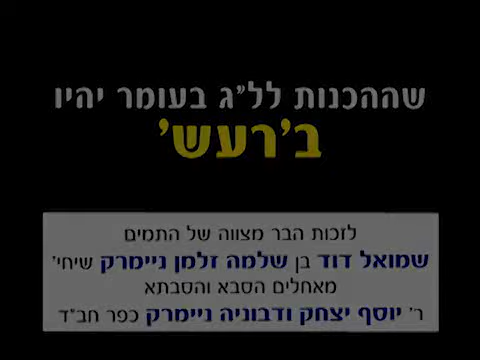 שההכנות לל"ג בעומר יהיו
ב'רעש'
לזכות הבר מצווה של התמים
שמואל דוד בן שלמה זלמן ניימרק שיחי'
מאחלים הסבא והסבתא
ר' יוסף יצחק ודבוניה ניימרק כפר חב"ד